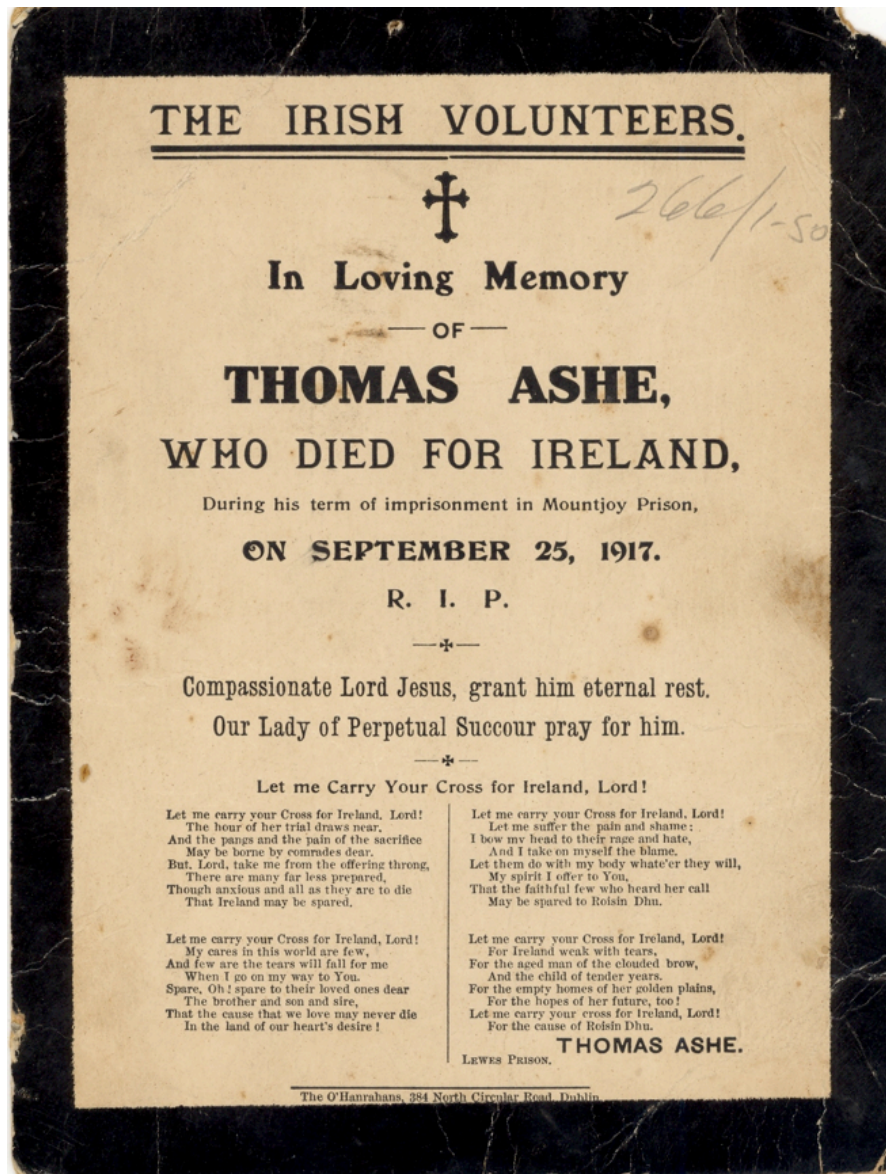 THE IRISH VOLUNTEERS.
266/1-50
In Loving Memory
OF
THOMAS ASHE,
WHO DIED FOR IRELAND,
During his term of imprisonment in Mountjoy Prison,
ON SEPTEMBER 25, 1917.
R. I. P.
Compassionate Lord Jesus, grant him eternal rest.
Our Lady of Perpetual Succour pray for him.
Let me Carry Your Cross for Ireland, Lord!
Let me carry your Cross for Ireland, Lord!
The hour of her trial draws near,
And the pangs and the pain of the sacrifice
May be borne by comrades dear.
But, Lord, take me from the offering throng,
There are many far less prepared,
Though anxious and all as they are to die
That Ireland may be spared.
Let me carry your Cross for Ireland, Lord!
My cares in this world are few,
And few are the tears will fall for me
When I go on my way to You.
Spare, Oh! spare to their loved ones dear
The brother and son and sire,
That the cause that we love may never die
In the land of our heart's desire!
Let me carry your Cross for Ireland, Lord!
Let me suffer the pain and shame;
I bow my head to their rage and hate,
And I take on myself the blame.
Let them do with my body whate'er they will,
My spirit I offer to You,
That the faithful few who heard her call
May be spared to Roisin Dhu.
Let me carry your Cross for Ireland, Lord!
For Ireland weak with tears,
For the aged man of the clouded brow,
And the child of tender years.
For the empty homes of her golden plains,
For the hopes of her future, too!
Let me carry your cross for Ireland, Lord!
For the cause of Roisin Dhu.
THOMAS ASHE.
LEWES PRISON.
The O'Hanrahans, 384 North Circular Road, Dublin